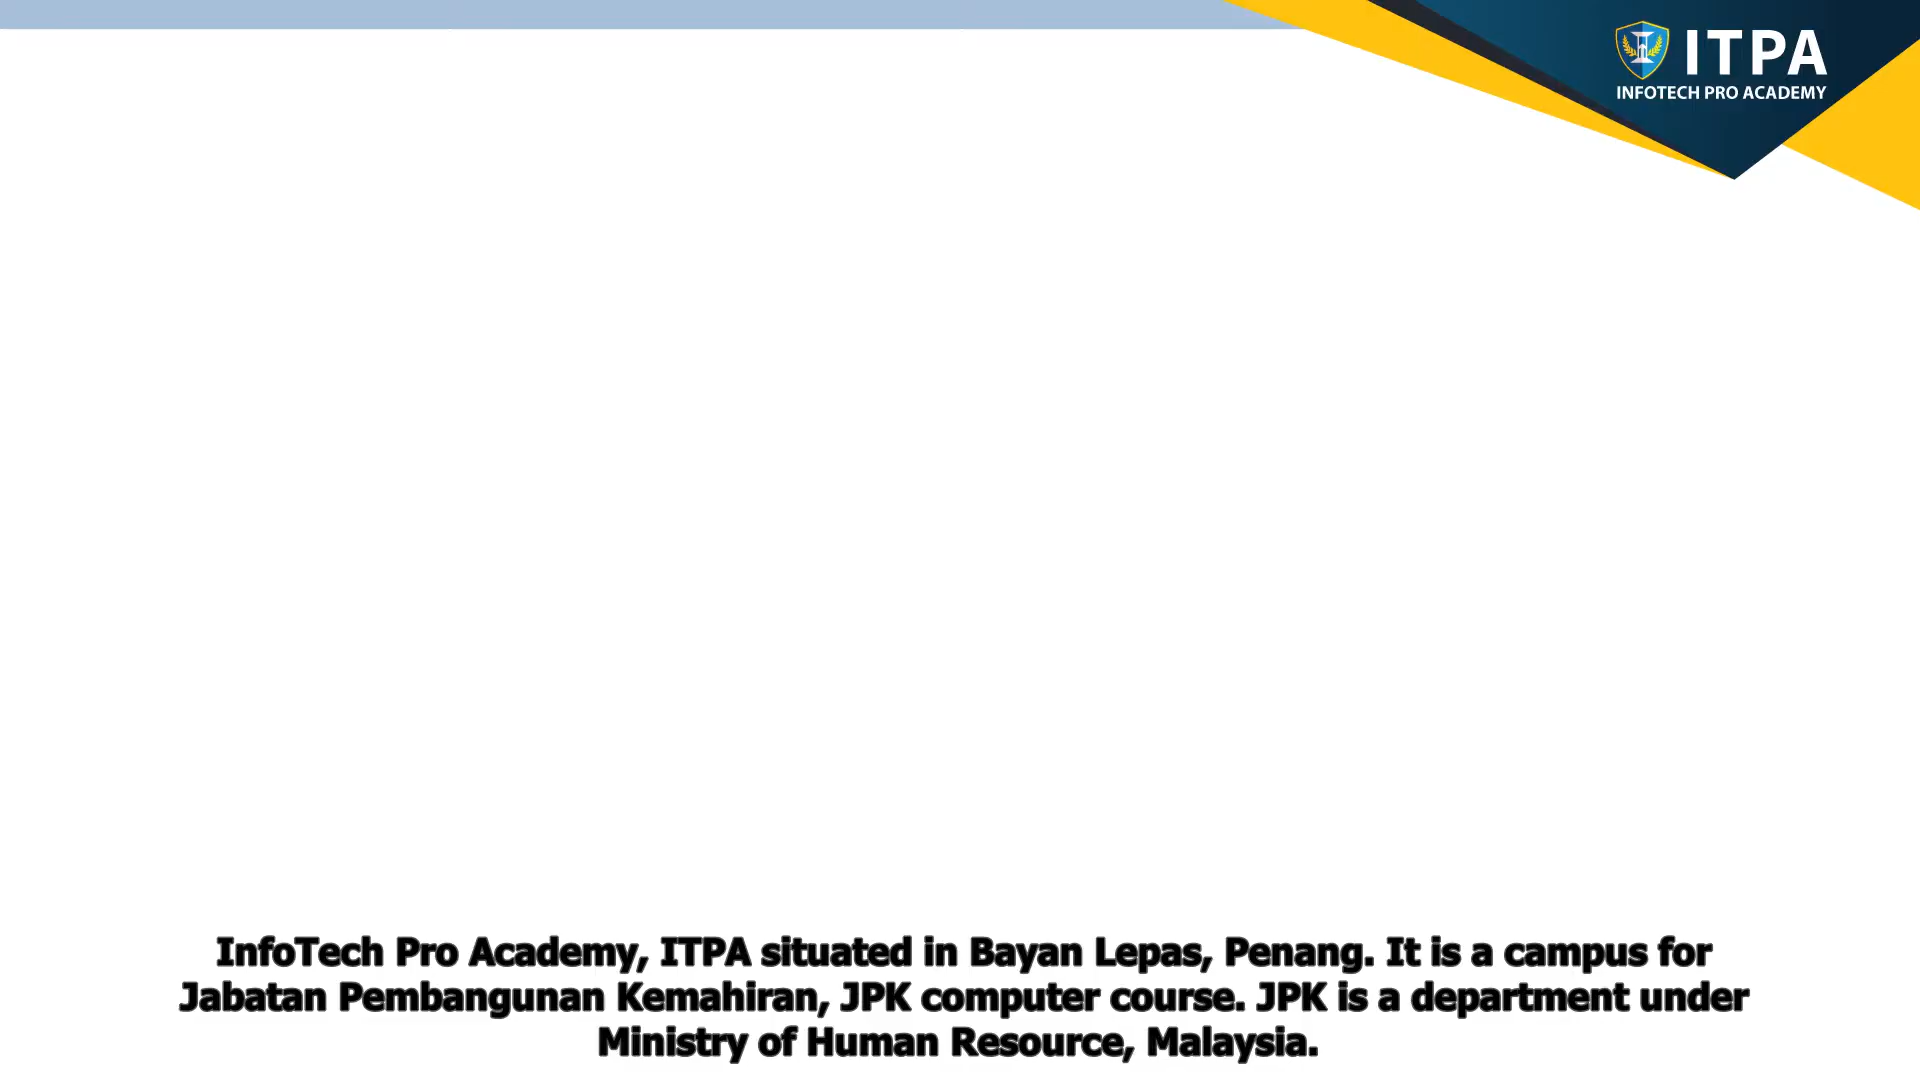 ITPA
INFOTECH PRO ACADEMY
InfoTech Pro Academy, ITPA situated in Bayan Lepas, Penang. It is a campus for
Jabatan Pembangunan Kemahiran, JPK computer course. JPK is a department under
Ministry of Human Resource, Malaysia.